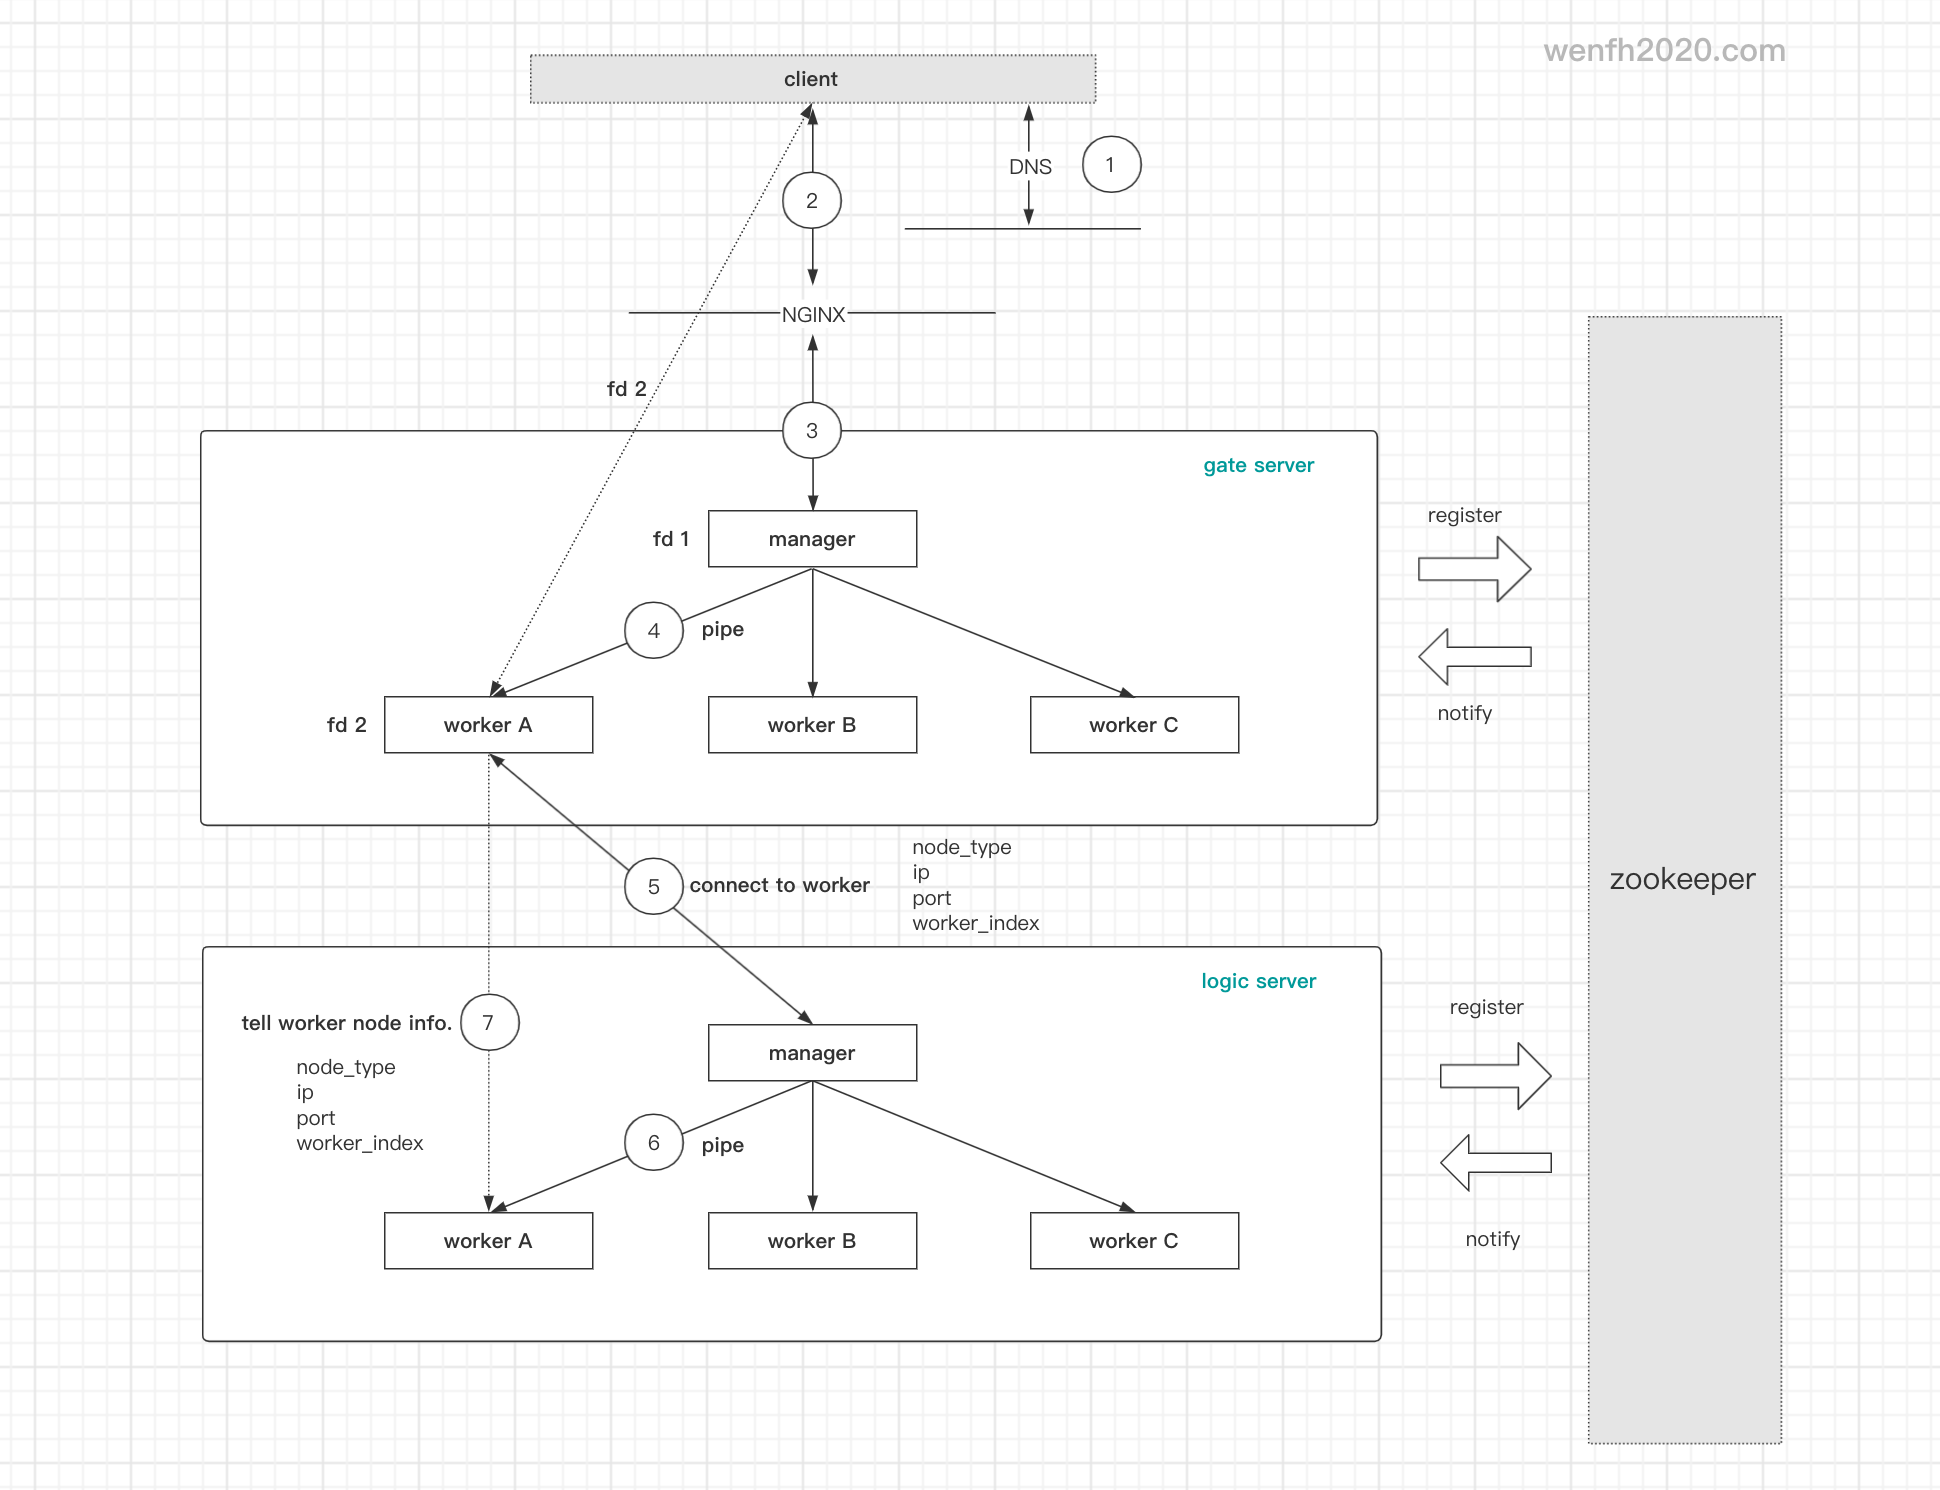 wenfh2020.com
client
DNS
1
2
NGINX
fd 2
3
gate server
fd 1
manager
register
4
pipe
notify
fd 2
worker A
worker B
worker C
node_type
ip
port
worker_index
5
connect to worker
zookeeper
logic server
register
tell worker node info.
7
node_type
ip
port
worker_index
manager
6
pipe
notify
worker A
worker B
worker C